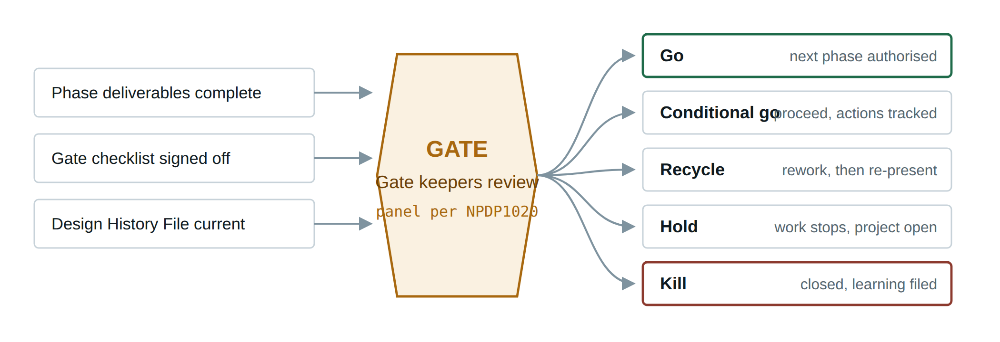 Phase deliverables complete
Gate checklist signed off
Design History File current
GATE
Gate keepers review
panel per NPDP1020
Go next phase authorised
Conditional go proceed, actions tracked
Recycle rework, then re-present
Hold work stops, project open
Kill closed, learning filed